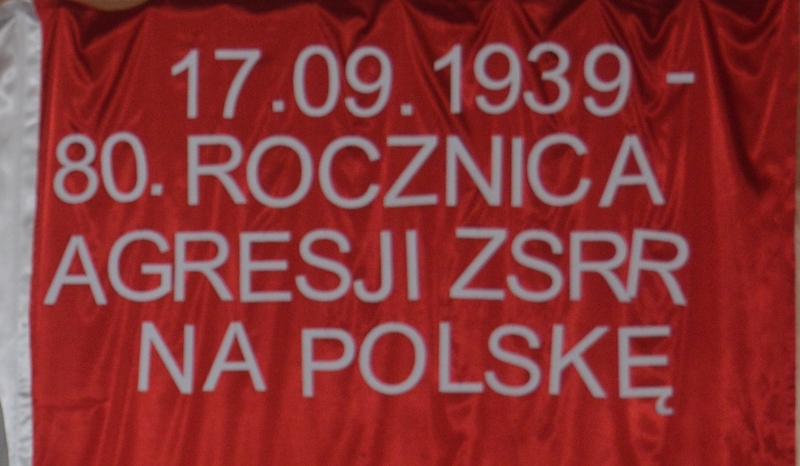 17.09.1939 -
80. ROCZNICA
AGRESJI ZSRR
NA POLSKĘ